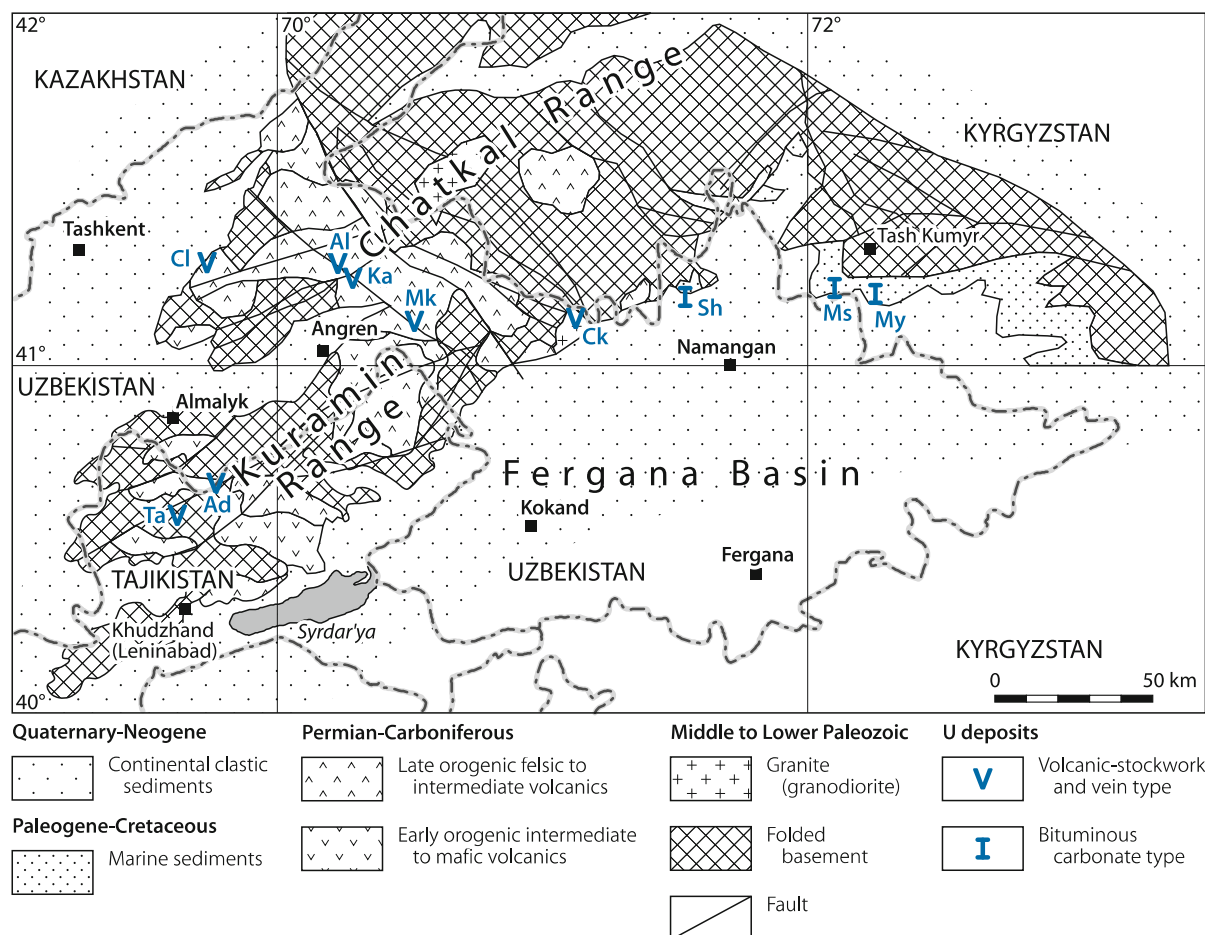 42°
70°
72°
KAZAKHSTAN
Chatkal Range
KYRGYZSTAN
Tashkent
Tash Kumyr
Cl
Al
Ka
Mk
Ck
Sh
Ms
My
Angren
Namangan
41°
UZBEKISTAN
Almalyk
Kuramin
Range
Fergana Basin
Ad
Ta
Kokand
Fergana
TAJIKISTAN
UZBEKISTAN
Khudzhand
(Leninabad)
Syrdar'ya
KYRGYZSTAN
40°
0 50 km
Quaternary-Neogene
Continental clastic
sediments
Paleogene-Cretaceous
Marine sediments
Permian-Carboniferous
Late orogenic felsic to
intermediate volcanics
Early orogenic intermediate
to mafic volcanics
Middle to Lower Paleozoic
Granite
(granodiorite)
Folded
basement
Fault
U deposits
Volcanic-stockwork
and vein type
Bituminous
carbonate type